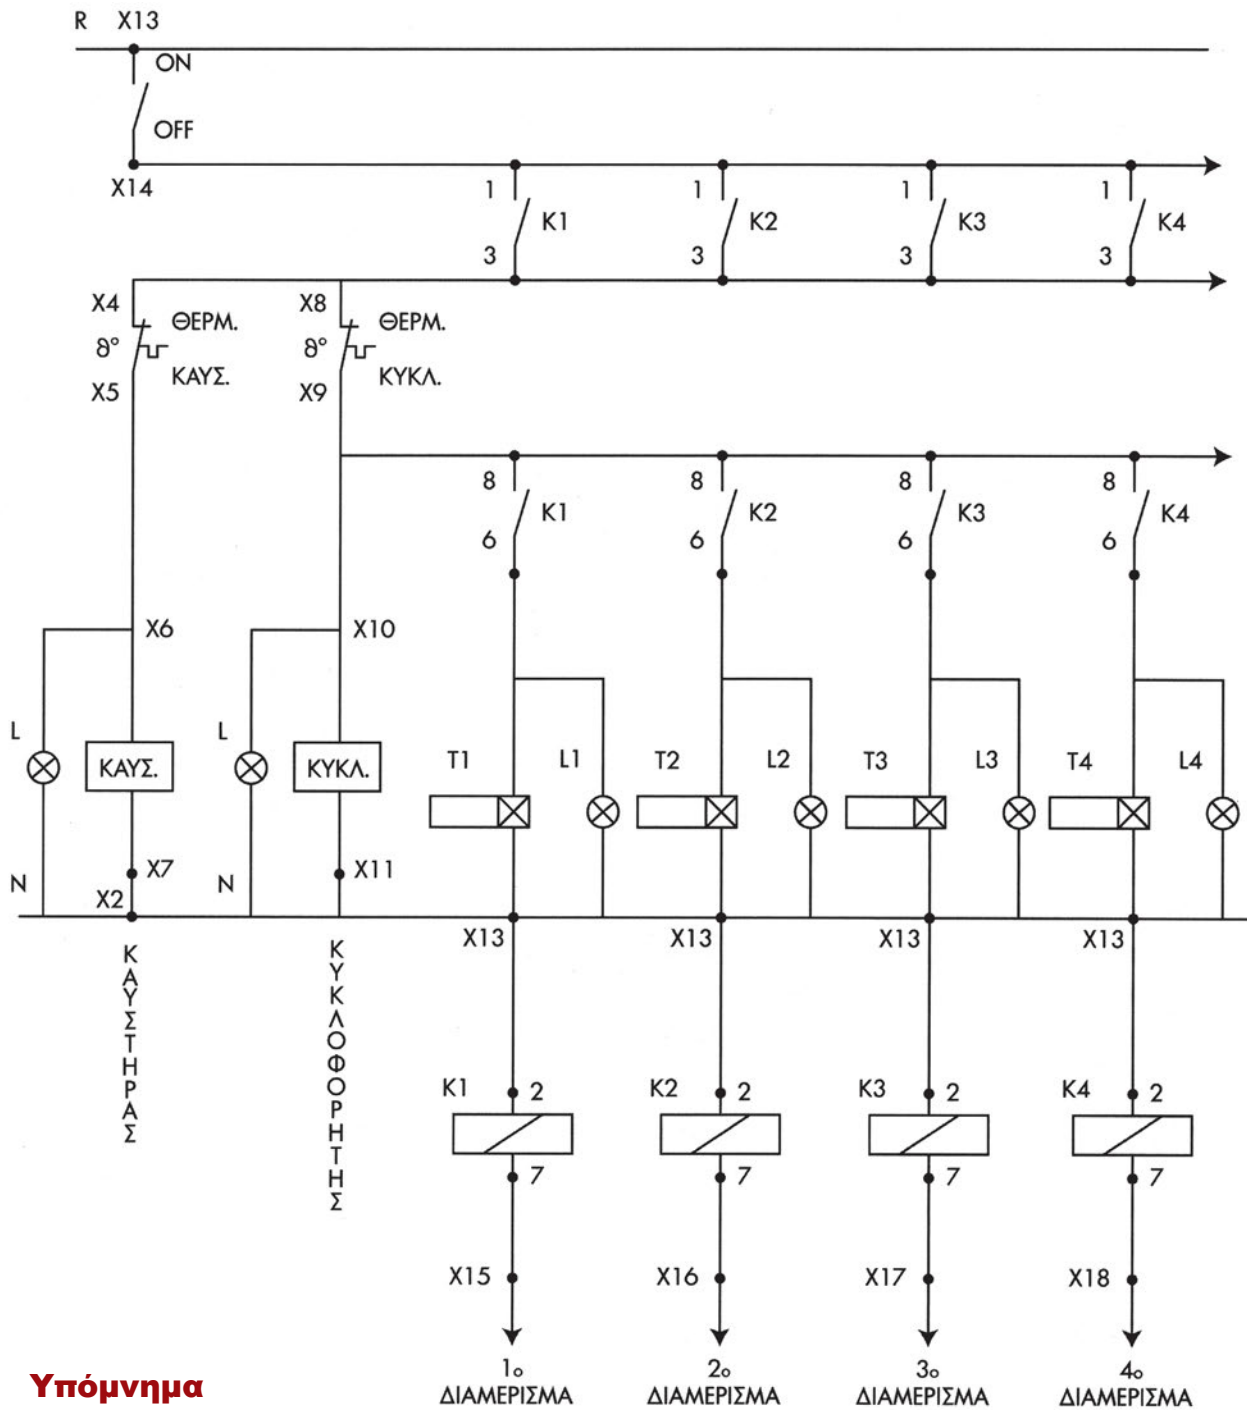 R X13
ON
OFF
X14
1 1 1 1
K1 K2 K3 K4
3 3 3 3
X4 ΘΕΡΜ. X8 ΘΕΡΜ.
θ° θ°
X5 ΚΑΥΣ. X9 ΚΥΚΛ.
8 8 8 8
K1 K2 K3 K4
6 6 6 6
X6 X10
L L T1 L1 T2 L2 T3 L3 T4 L4
ΚΑΥΣ. ΚΥΚΛ.
N X7 N X11
X2
X13 X13 X13 X13
ΚΑΥΣΤΗΡΑΣ
ΚΥΚΛΟΦΟΡΗΤΗΣ
K1 2 K2 2 K3 2 K4 2
7 7 7 7
X15 X16 X17 X18
1ο 2ο 3ο 4ο
ΔΙΑΜΕΡΙΣΜΑ ΔΙΑΜΕΡΙΣΜΑ ΔΙΑΜΕΡΙΣΜΑ ΔΙΑΜΕΡΙΣΜΑ
Υπόμνημα